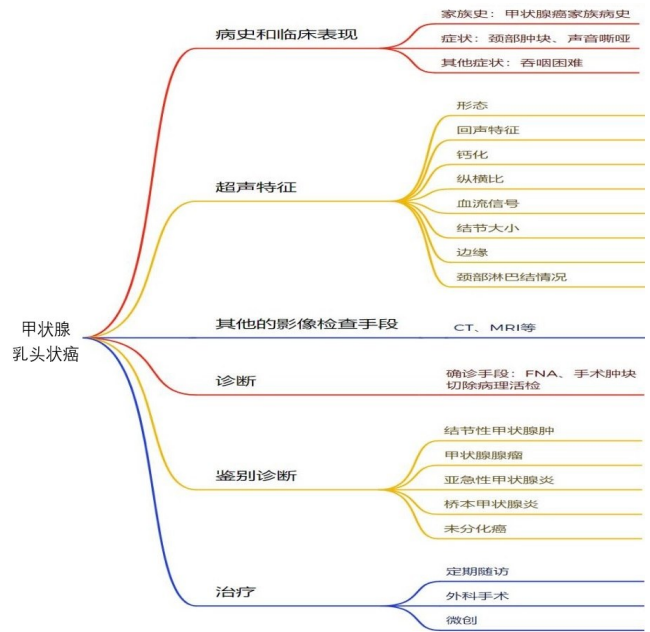 病史和临床表现
家族史：甲状腺癌家族病史
症状：颈部肿块、声音嘶哑
其他症状：吞咽困难
超声特征
形态
回声特征
钙化
纵横比
血流信号
结节大小
边缘
颈部淋巴结情况
甲状腺
乳头状癌
其他的影像检查手段
CT、MRI等
诊断
确诊手段：FNA、手术肿块
切除病理活检
鉴别诊断
结节性甲状腺肿
甲状腺腺瘤
亚急性甲状腺炎
桥本甲状腺炎
未分化癌
治疗
定期随访
外科手术
微创